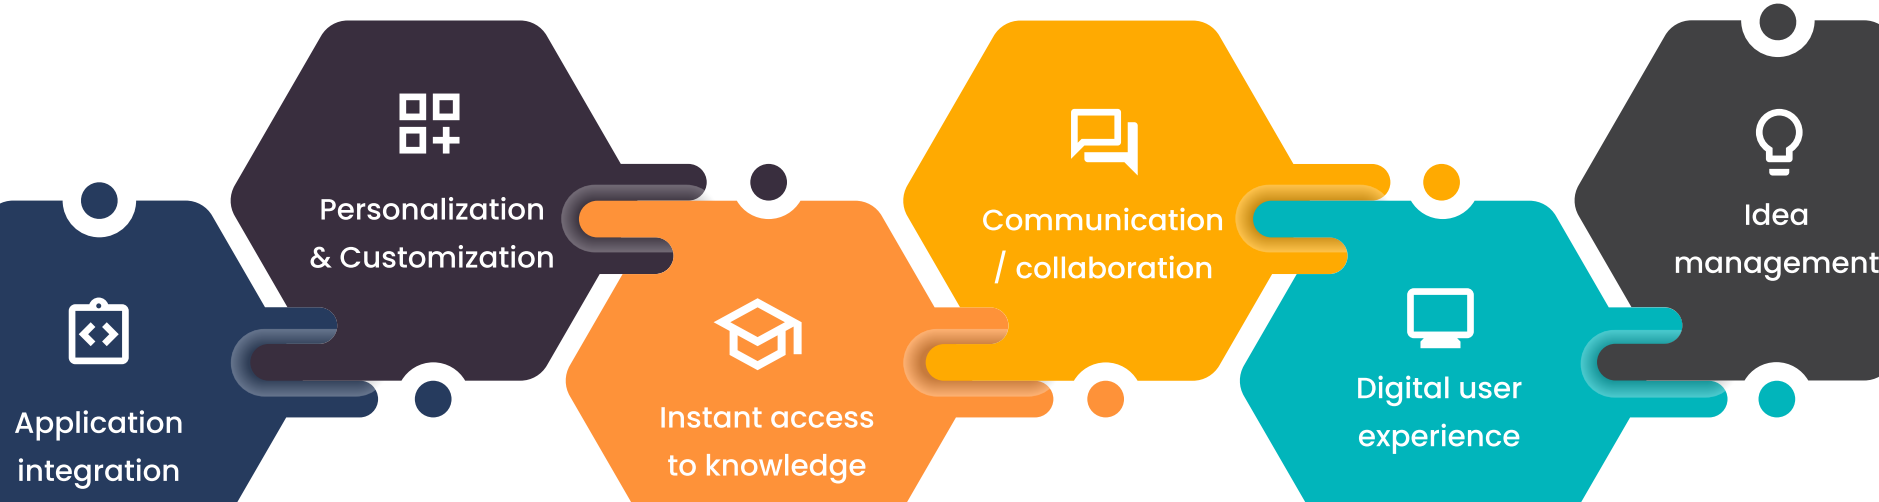 Application
integration
Personalization
& Customization
Instant access
to knowledge
Communication
/ collaboration
Digital user
experience
Idea
management